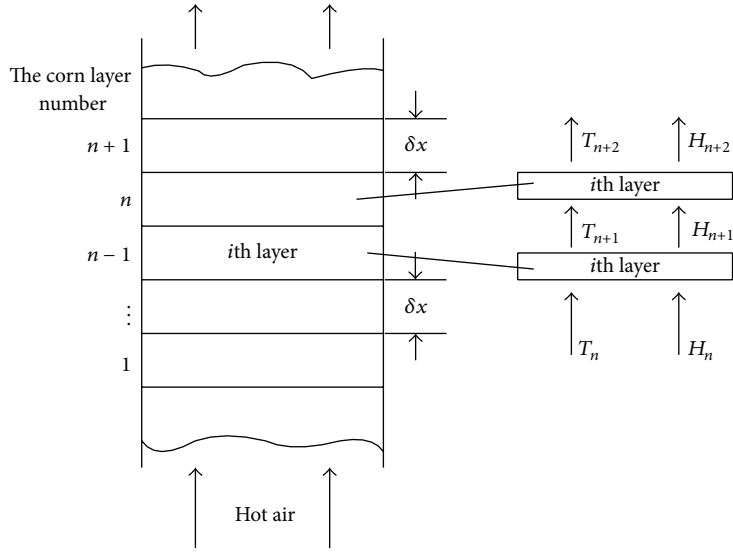 The corn layer
number
n + 1
n
n − 1
⋮
1
ith layer
δx
δx
Hot air
T_{n+2} H_{n+2}
ith layer
T_{n+1} H_{n+1}
ith layer
T_n H_n